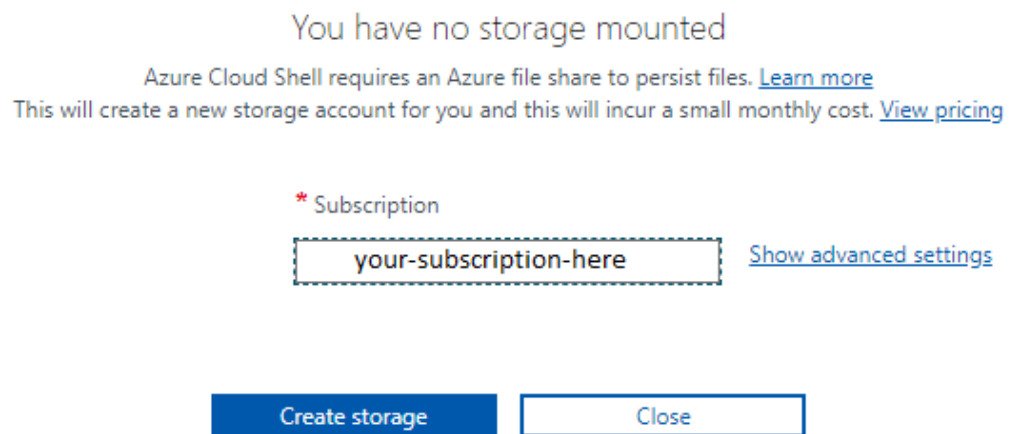 You have no storage mounted
Azure Cloud Shell requires an Azure file share to persist files. Learn more
This will create a new storage account for you and this will incur a small monthly cost. View pricing
* Subscription
your-subscription-here
Show advanced settings
Create storage
Close